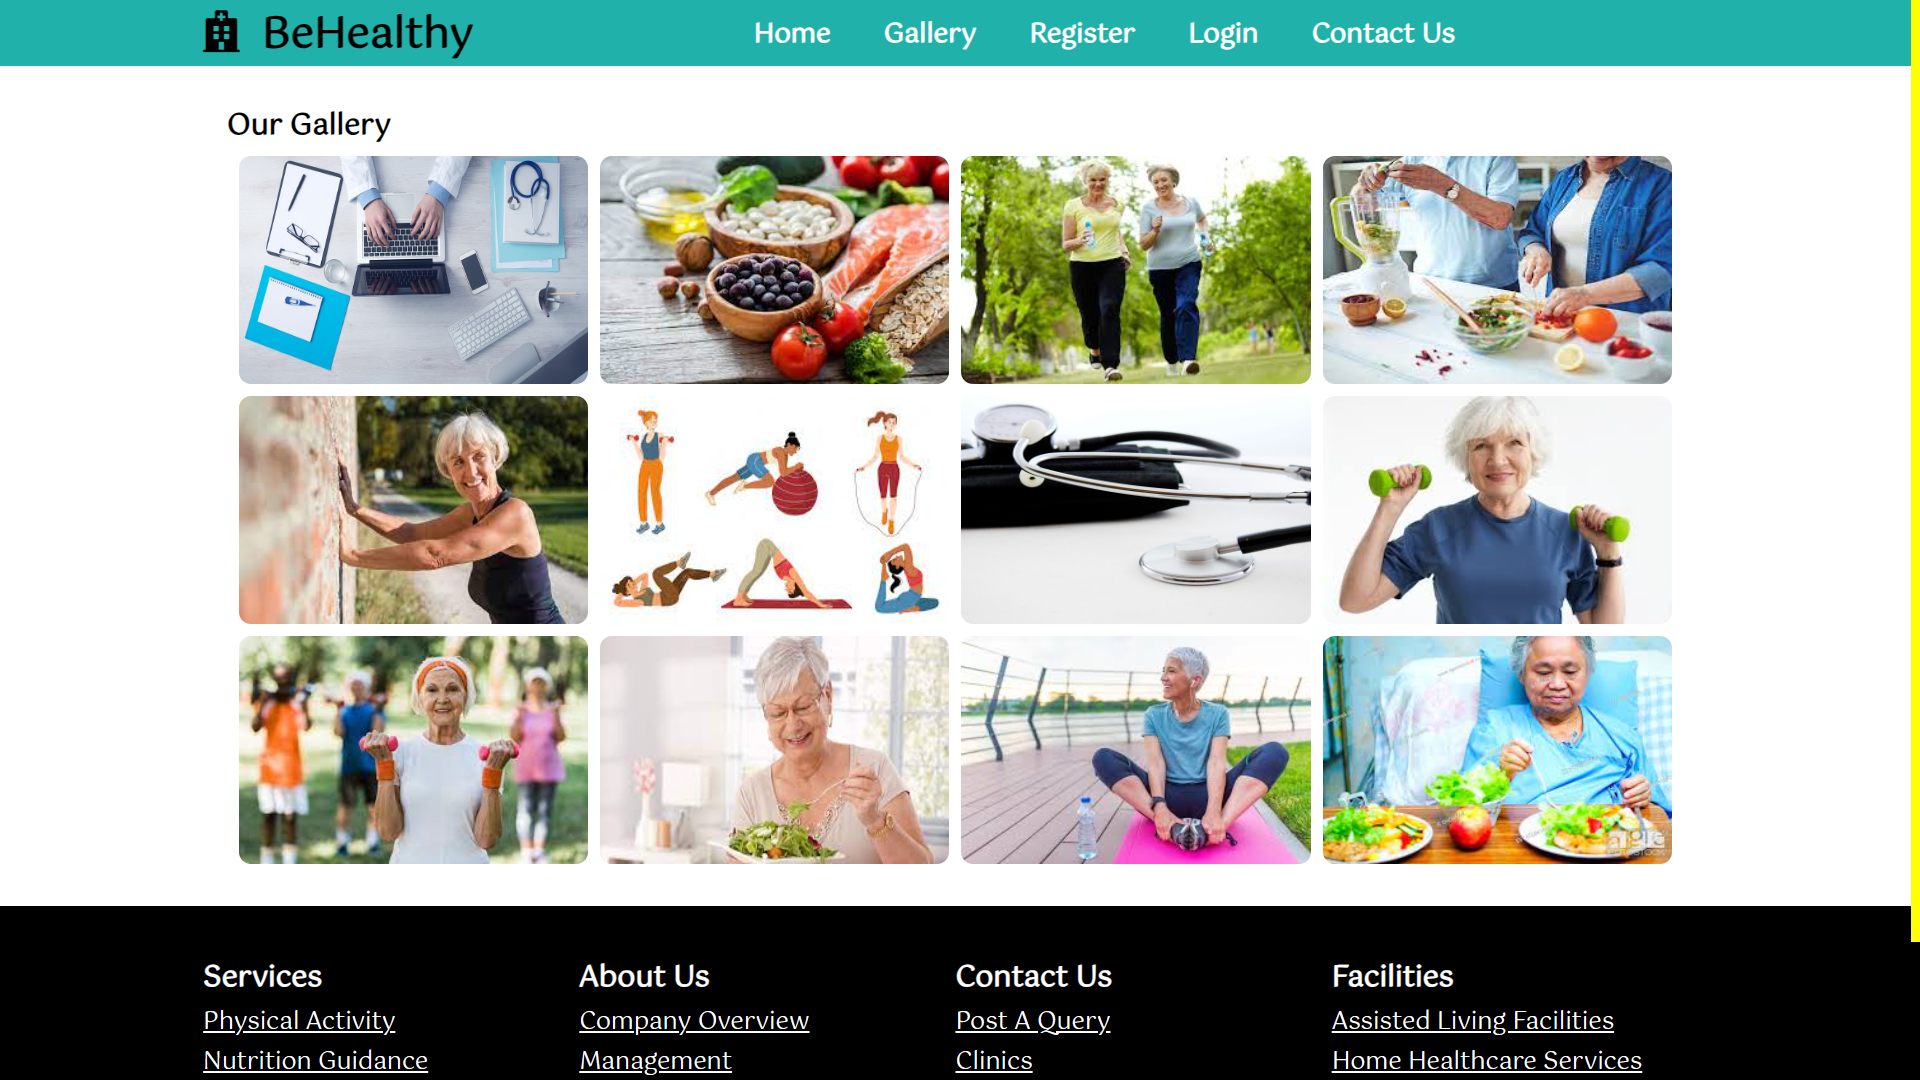 BeHealthy
Home Gallery Register Login Contact Us
Our Gallery
Services About Us Contact Us Facilities
Physical Activity Company Overview Post A Query Assisted Living Facilities
Nutrition Guidance Management Clinics Home Healthcare Services